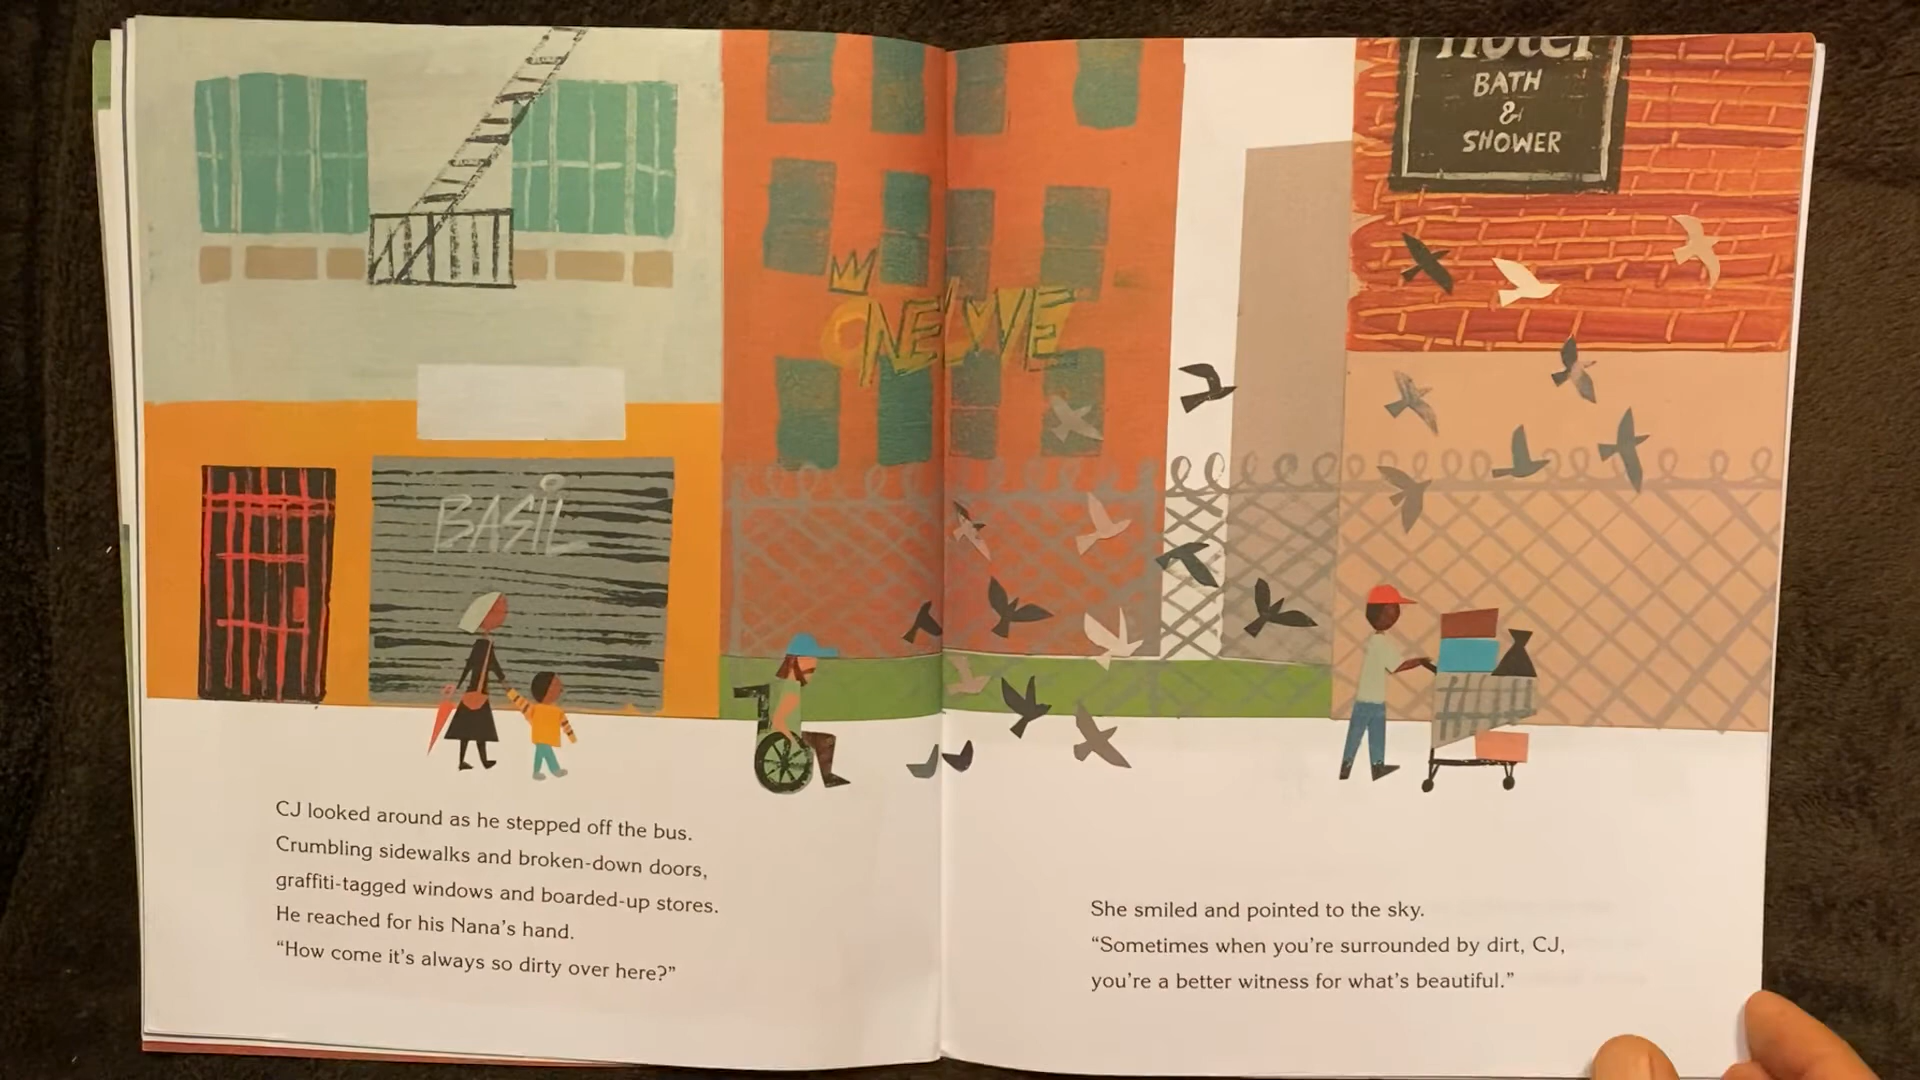 hotel
BATH
&
SHOWER
ONE LOVE
BASIL
CJ looked around as he stepped off the bus.
Crumbling sidewalks and broken-down doors,
graffiti-tagged windows and boarded-up stores.
He reached for his Nana's hand.
“How come it's always so dirty over here?”
She smiled and pointed to the sky.
“Sometimes when you're surrounded by dirt, CJ,
you're a better witness for what's beautiful.”